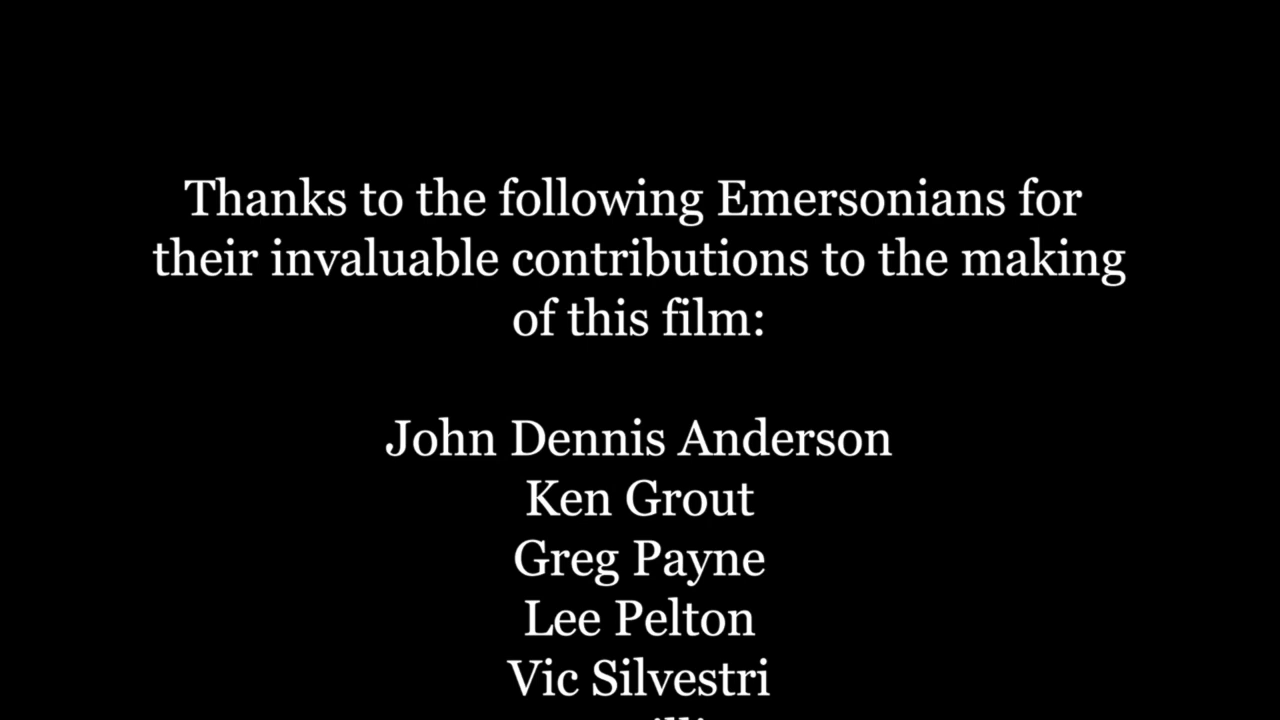 Thanks to the following Emersonians for
their invaluable contributions to the making
of this film:
John Dennis Anderson
Ken Grout
Greg Payne
Lee Pelton
Vic Silvestri